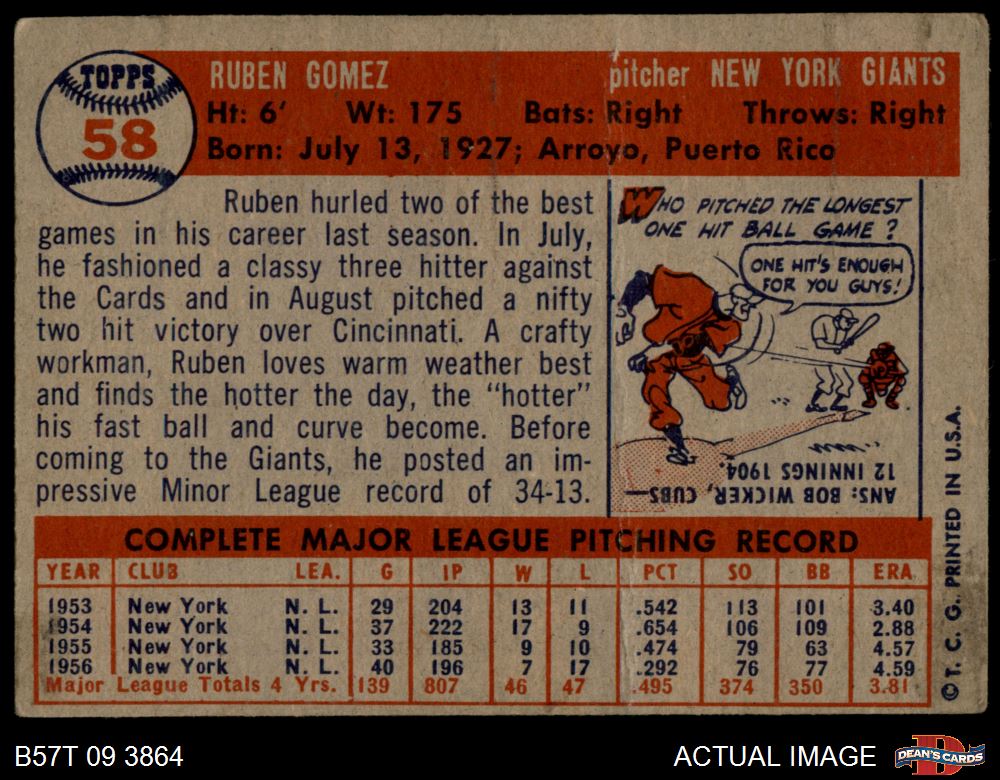 TOPPS
58
RUBEN GOMEZ pitcher NEW YORK GIANTS
Ht: 6' Wt: 175 Bats: Right Throws: Right
Born: July 13, 1927; Arroyo, Puerto Rico
Ruben hurled two of the best
games in his career last season. In July,
he fashioned a classy three hitter against
the Cards and in August pitched a nifty
two hit victory over Cincinnati. A crafty
workman, Ruben loves warm weather best
and finds the hotter the day, the "hotter"
his fast ball and curve become. Before
coming to the Giants, he posted an im-
pressive Minor League record of 34-13.
WHO PITCHED THE LONGEST
ONE HIT BALL GAME?
ONE HIT'S ENOUGH
FOR YOU GUYS!
ANS: BOB WICKER, CUBS—
12 INNINGS 1904.
COMPLETE MAJOR LEAGUE PITCHING RECORD
YEAR CLUB LEA. G IP W L PCT SO BB ERA
1953 New York N. L. 29 204 13 11 .542 113 101 3.40
1954 New York N. L. 37 222 17 9 .654 106 109 2.88
1955 New York N. L. 33 185 9 10 .474 79 63 4.57
1956 New York N. L. 40 196 7 17 .292 76 77 4.59
Major League Totals 4 Yrs. 139 807 46 47 .495 374 350 3.81
© T. C. G. PRINTED IN U.S.A.
B57T 09 3864
ACTUAL IMAGE
D
DEAN'S CARDS